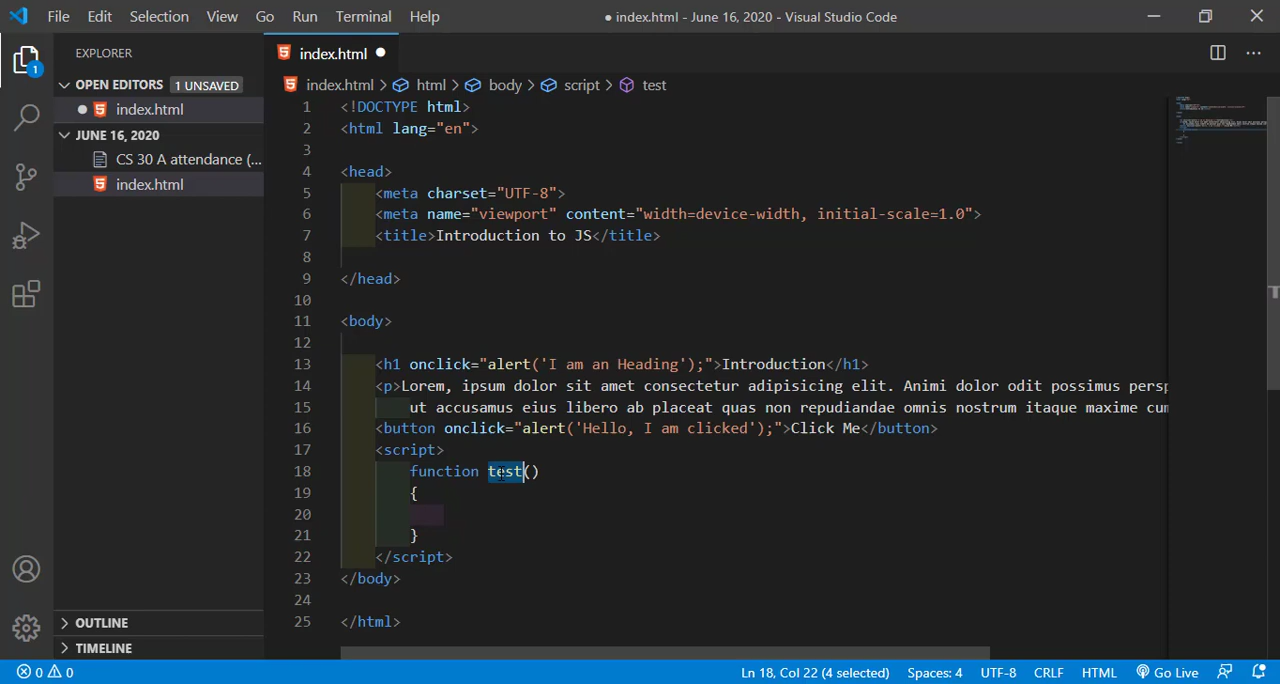 File Edit Selection View Go Run Terminal Help ● index.html - June 16, 2020 - Visual Studio Code
EXPLORER
OPEN EDITORS 1 UNSAVED
index.html
JUNE 16, 2020
CS 30 A attendance (...
index.html
OUTLINE
TIMELINE
1
index.html ●
index.html > html > body > script > test
1 <!DOCTYPE html>
2 <html lang="en">
3
4 <head>
5 <meta charset="UTF-8">
6 <meta name="viewport" content="width=device-width, initial-scale=1.0">
7 <title>Introduction to JS</title>
8
9 </head>
10
11 <body>
12
13 <h1 onclick="alert('I am an Heading');">Introduction</h1>
14 <p>Lorem, ipsum dolor sit amet consectetur adipisicing elit. Animi dolor odit possimus persp
15 ut accusamus eius libero ab placeat quas non repudiandae omnis nostrum itaque maxime cum
16 <button onclick="alert('Hello, I am clicked');">Click Me</button>
17 <script>
18 function test()
19 {
20
21 }
22 </script>
23 </body>
24
25 </html>
0 0 Ln 18, Col 22 (4 selected) Spaces: 4 UTF-8 CRLF HTML Go Live